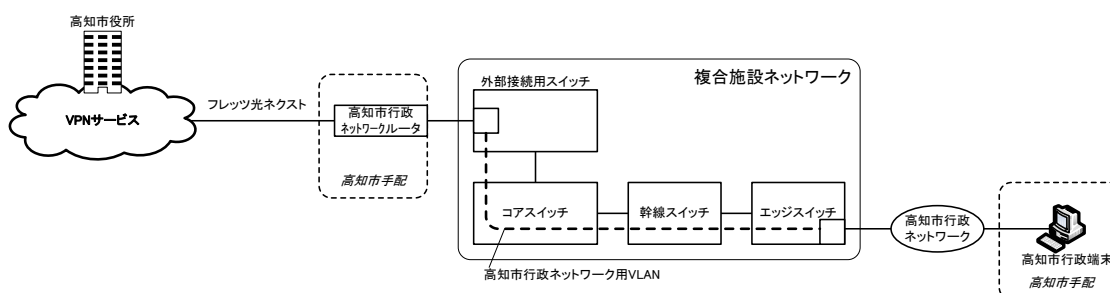 高知市役所
VPNサービス
フレッツ光ネクスト
高知市行政
ネットワークルータ
高知市手配
複合施設ネットワーク
外部接続用スイッチ
コアスイッチ
幹線スイッチ
エッジスイッチ
高知市行政ネットワーク用VLAN
高知市行政
ネットワーク
高知市行政端末
高知市手配